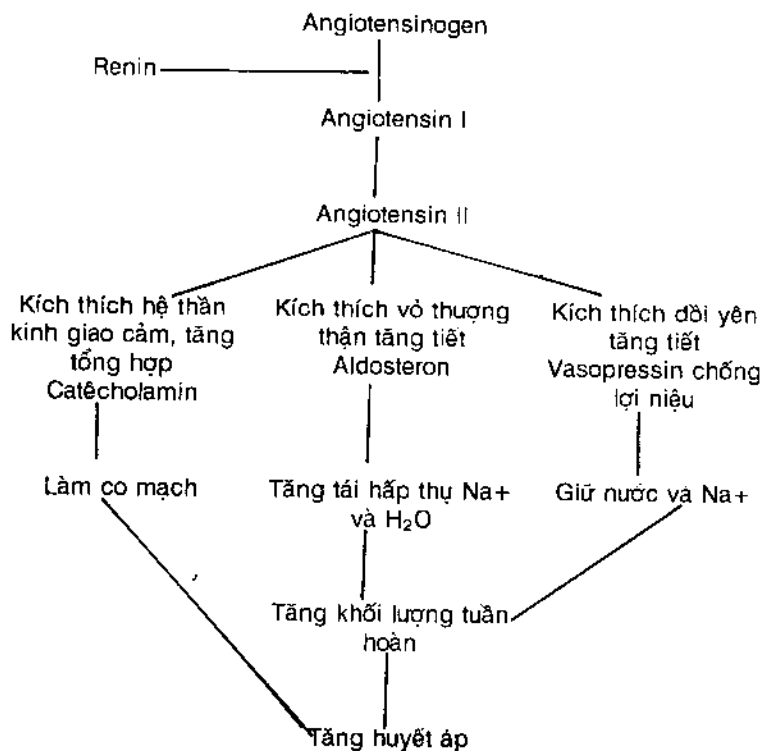 Angiotensinogen
Renin
Angiotensin I
Angiotensin II
Kích thích hệ thần
kinh giao cảm, tăng
tổng hợp
Catêcholamin
Kích thích vỏ thượng
thận tăng tiết
Aldosteron
Kích thích dồi yên
tăng tiết
Vasopressin chống
lợi niệu
Làm co mạch
Tăng tái hấp thụ Na+
và H₂O
Giữ nước và Na+
Tăng khối lượng tuần
hoàn
Tăng huyết áp